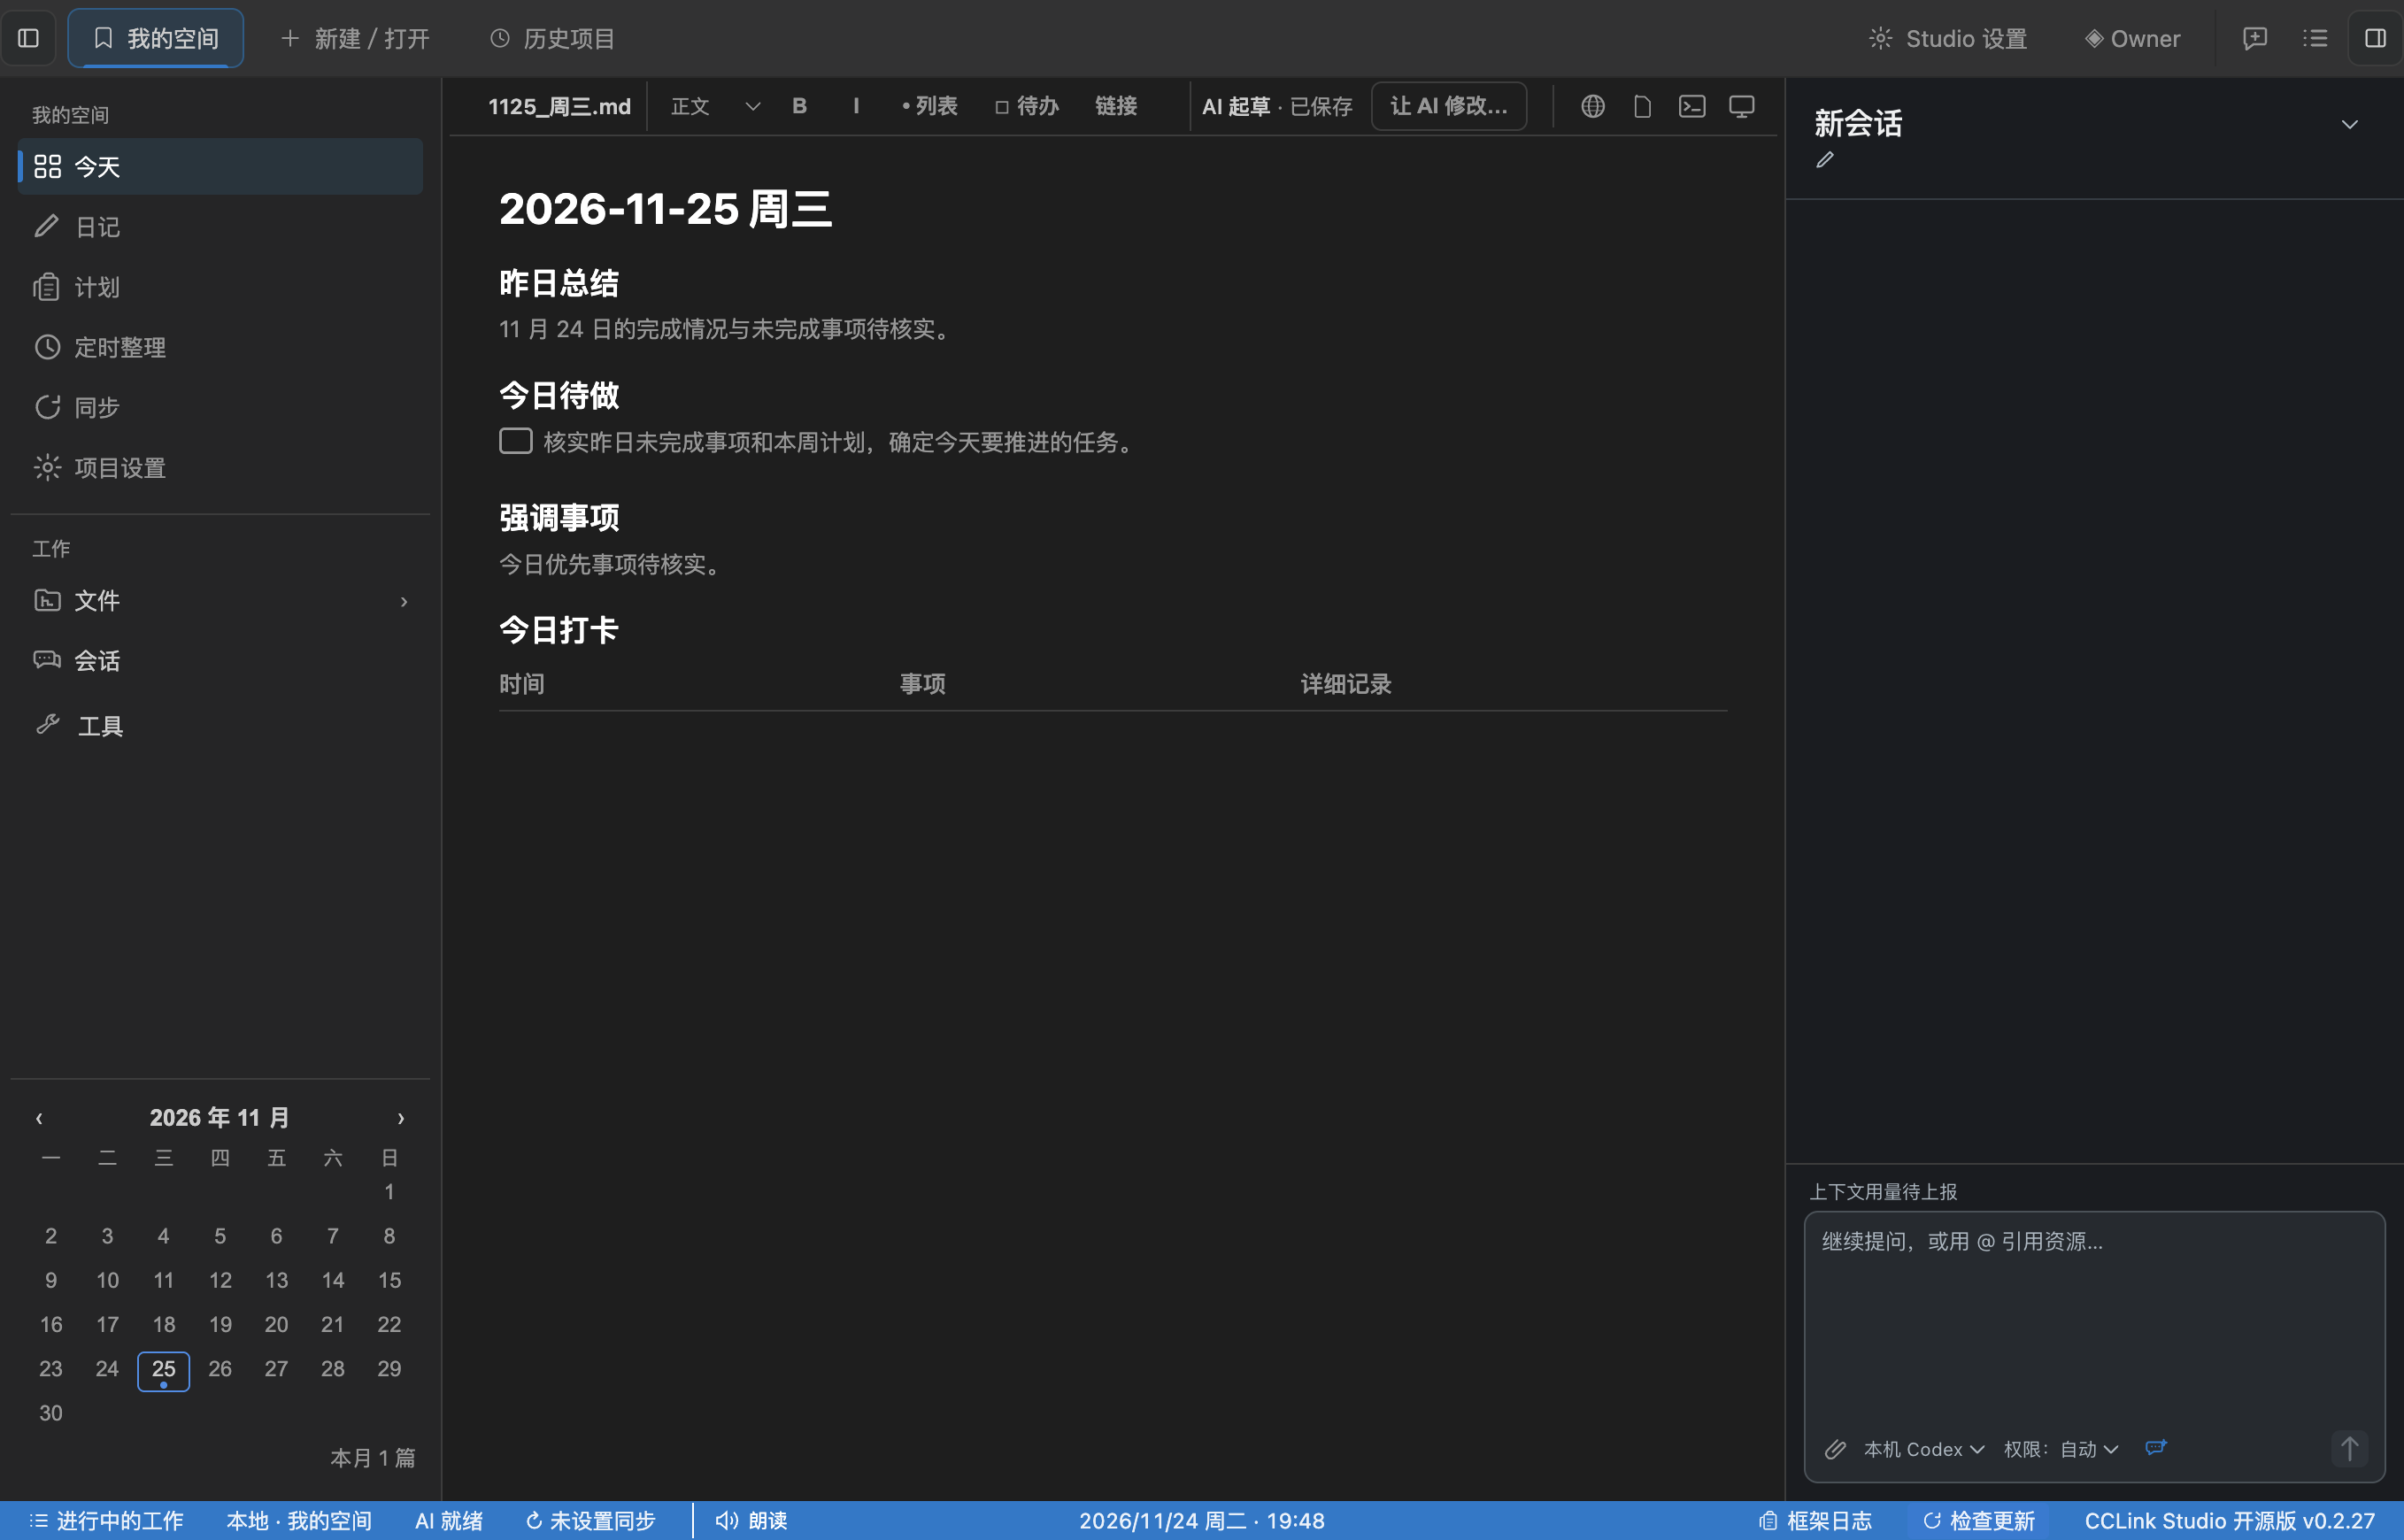 我的空间 新建 / 打开 历史项目 Studio 设置 Owner
我的空间
今天
日记
计划
定时整理
同步
项目设置
工作
文件
会话
工具
2026 年 11 月
一 二 三 四 五 六 日
1
2 3 4 5 6 7 8
9 10 11 12 13 14 15
16 17 18 19 20 21 22
23 24 25 26 27 28 29
30
本月 1 篇
1125_周三.md 正文 B I • 列表 □ 待办 链接 AI 起草 · 已保存 让 AI 修改...
2026-11-25 周三
昨日总结
11 月 24 日的完成情况与未完成事项待核实。
今日待做
核实昨日未完成事项和本周计划，确定今天要推进的任务。
强调事项
今日优先事项待核实。
今日打卡
时间 事项 详细记录
新会话
上下文用量待上报
继续提问，或用 @ 引用资源...
本机 Codex 权限：自动
进行中的工作 本地 · 我的空间 AI 就绪 未设置同步 朗读 2026/11/24 周二 · 19:48 框架日志 检查更新 CCLink Studio 开源版 v0.2.27